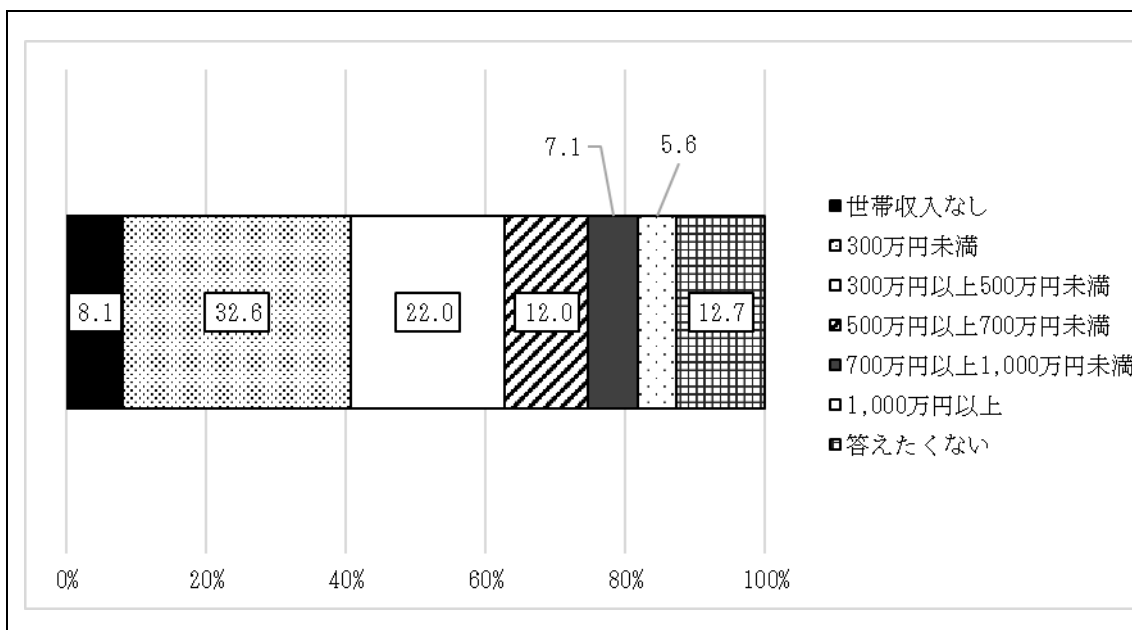 7.1
5.6
8.1
32.6
22.0
12.0
12.7
世帯収入なし
300万円未満
300万円以上500万円未満
500万円以上700万円未満
700万円以上1,000万円未満
1,000万円以上
答えたくない
0%
20%
40%
60%
80%
100%